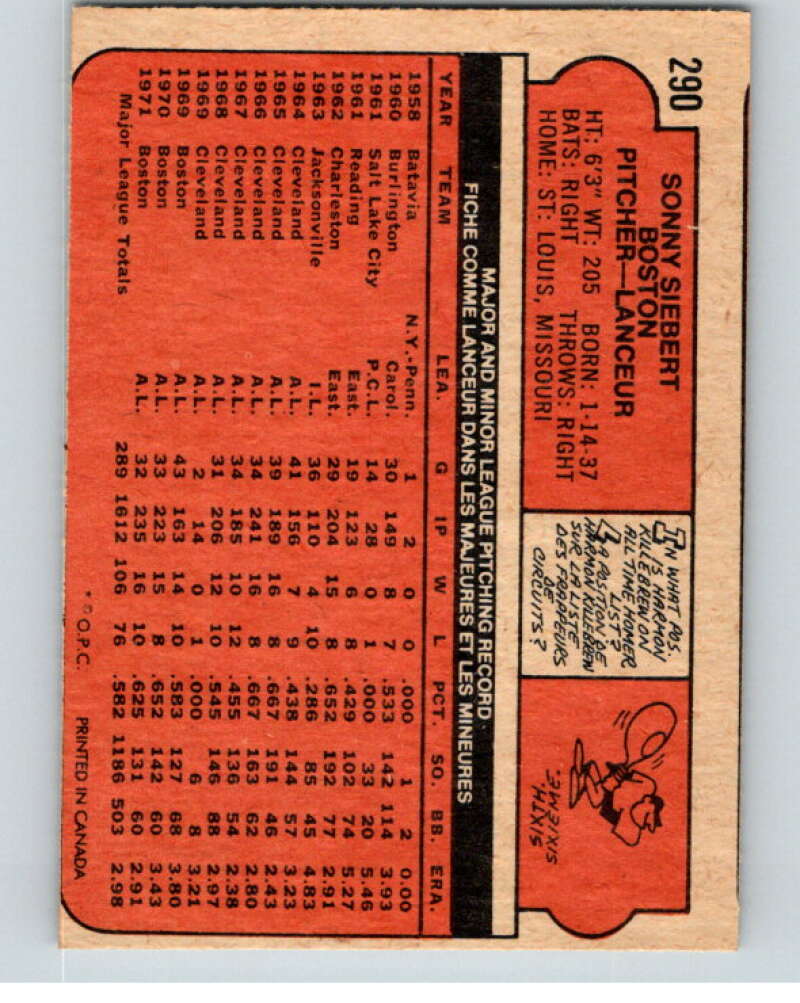 290
SONNY SIEBERT
BOSTON
PITCHER—LANCEUR
HT: 6'3" WT: 205 BORN: 1-14-37
BATS: RIGHT THROWS: RIGHT
HOME: ST. LOUIS, MISSOURI
IN WHAT POS.
IS HARMON
KILLEBREW ON
ALL TIME HOMER
LIST?
LA POSITION DE
HARMON KILLEBREW
SUR LA LISTE
DES FRAPPEURS
DE
CIRCUITS?
SIXTH.
SIXIEME.
MAJOR AND MINOR LEAGUE PITCHING RECORD
FICHE COMME LANCEUR DANS LES MAJEURES ET LES MINEURES
YEAR TEAM LEA. G IP W L PCT. SO. BB. ERA.
1958 Batavia N.Y.-Penn. 1 2 0 0 .000 1 2 0.00
1960 Burlington Carol. 30 149 8 7 .533 142 114 3.93
1961 Salt Lake City P.C.L. 14 28 0 1 .000 33 20 5.46
1961 Reading East. 19 123 6 8 .429 102 74 5.27
1962 Charleston East. 29 204 15 8 .652 192 77 2.91
1963 Jacksonville I.L. 36 110 4 10 .286 85 45 4.83
1964 Cleveland A.L. 41 156 7 9 .438 144 57 3.23
1965 Cleveland A.L. 39 189 16 8 .667 191 46 2.43
1966 Cleveland A.L. 34 241 16 8 .667 163 62 2.80
1967 Cleveland A.L. 34 185 10 12 .455 136 54 2.38
1968 Cleveland A.L. 31 206 12 10 .545 146 88 2.97
1969 Cleveland A.L. 2 14 0 1 .000 6 8 3.21
1969 Boston A.L. 43 163 14 10 .583 127 68 3.80
1970 Boston A.L. 33 223 15 8 .652 142 60 3.43
1971 Boston A.L. 32 235 16 10 .625 131 60 2.91
Major League Totals 289 1612 106 76 .582 1186 503 2.98
* © O.P.C. PRINTED IN CANADA